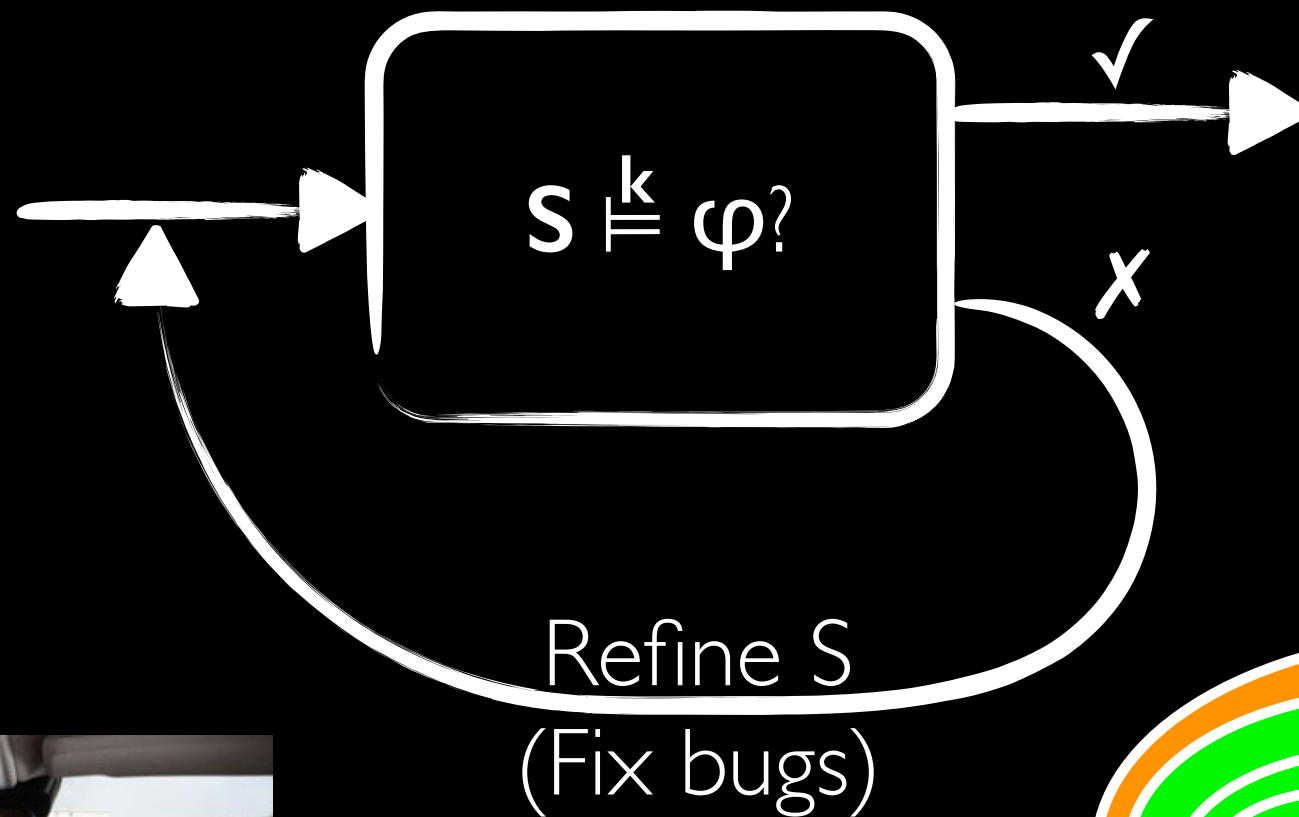 ✓
k
S ⊨ φ?
✗
Refine S
(Fix bugs)